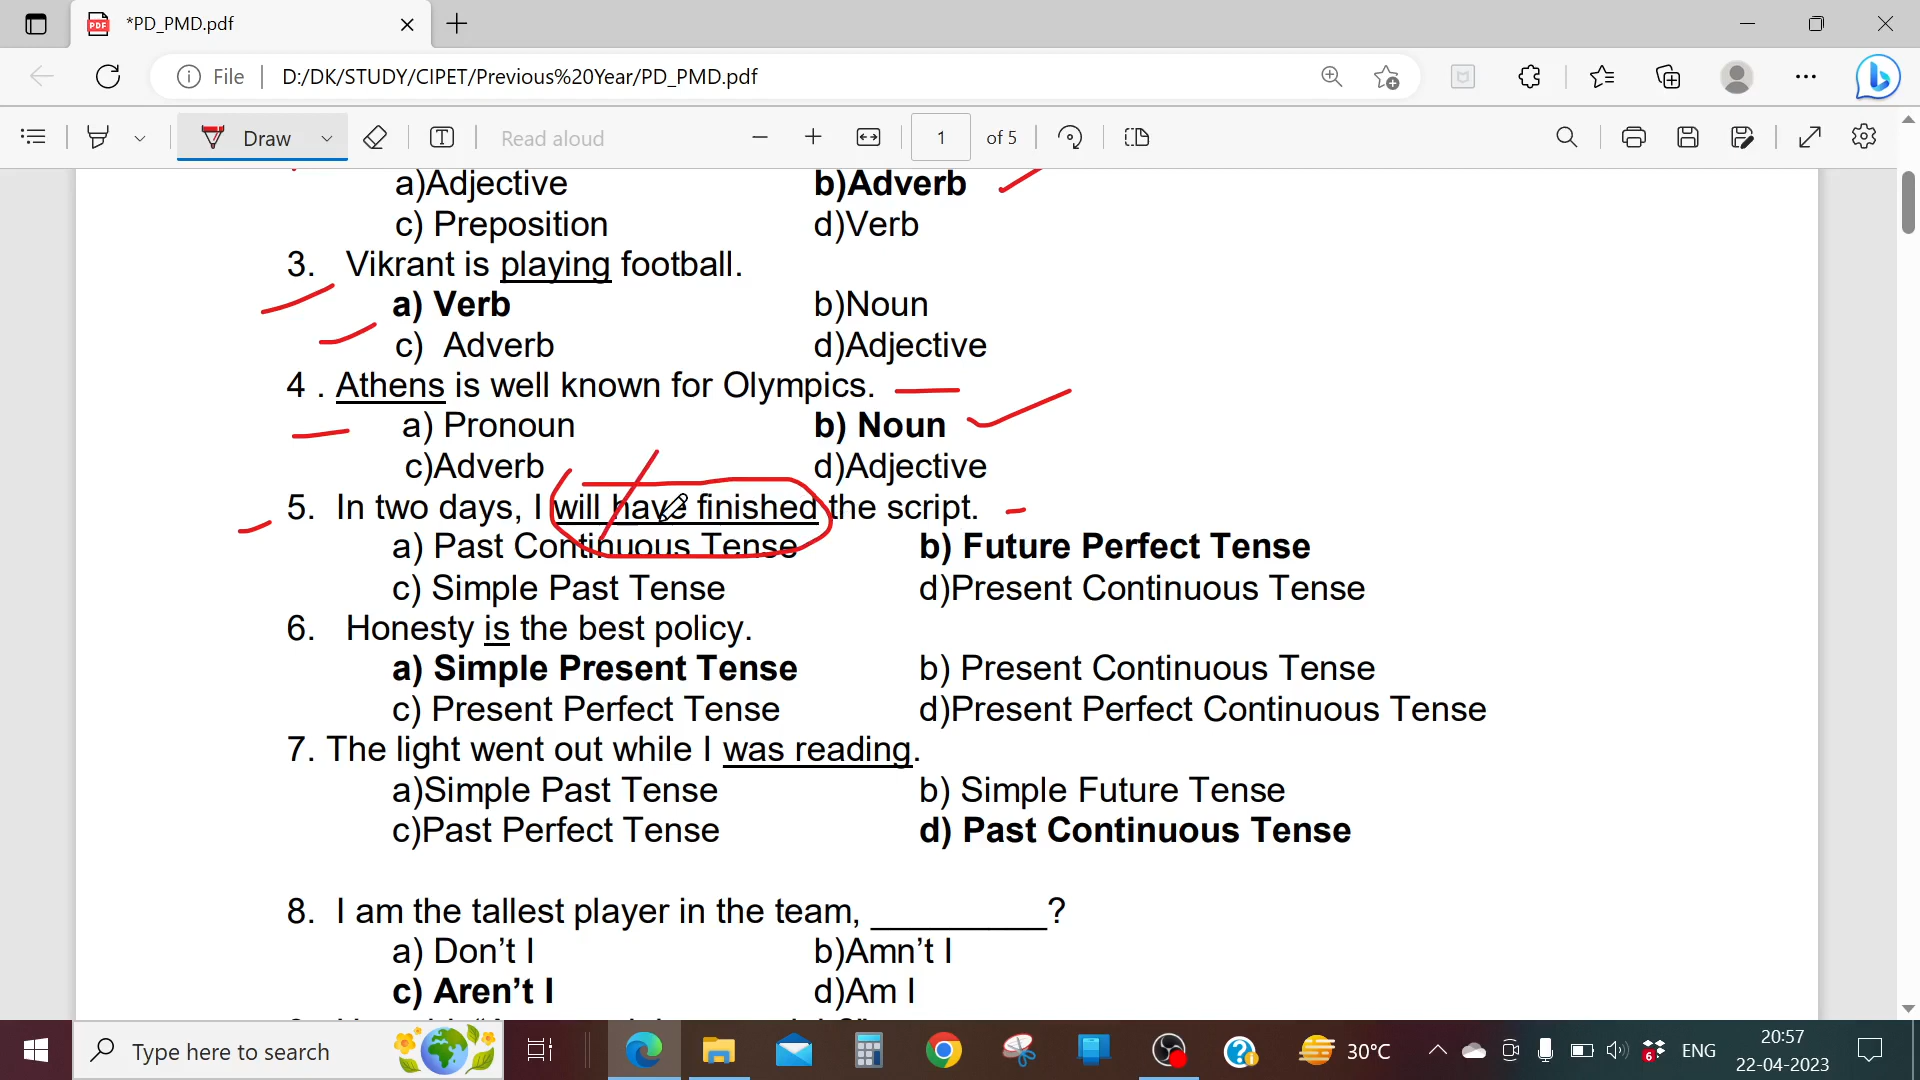 *PD_PMD.pdf
File
D:/DK/STUDY/CIPET/Previous%20Year/PD_PMD.pdf
Draw
Read aloud
1 of 5
a)Adjective b)Adverb
c) Preposition d)Verb
3. Vikrant is playing football.
a) Verb b)Noun
c) Adverb d)Adjective
4 . Athens is well known for Olympics.
a) Pronoun b) Noun
c)Adverb d)Adjective
5. In two days, I will have finished the script.
a) Past Continuous Tense b) Future Perfect Tense
c) Simple Past Tense d)Present Continuous Tense
6. Honesty is the best policy.
a) Simple Present Tense b) Present Continuous Tense
c) Present Perfect Tense d)Present Perfect Continuous Tense
7. The light went out while I was reading.
a)Simple Past Tense b) Simple Future Tense
c)Past Perfect Tense d) Past Continuous Tense
8. I am the tallest player in the team, __________?
a) Don’t I b)Amn’t I
c) Aren’t I d)Am I
Type here to search
30°C
ENG
20:57
22-04-2023